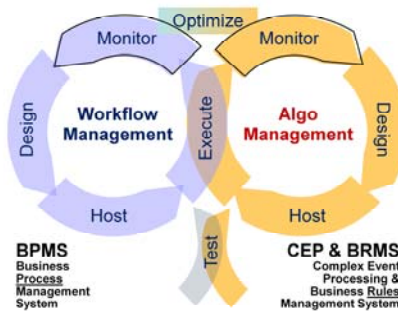 Optimize
Monitor
Monitor
Design
Workflow
Management
Execute
Algo
Management
Design
Host
Host
Test
BPMS
Business
Process
Management
System
CEP & BRMS
Complex Event
Processing &
Business Rules
Management System